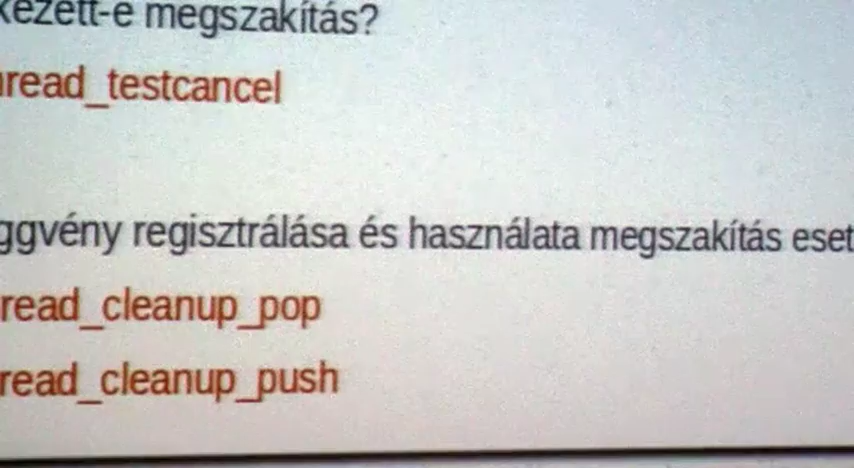 kezett-e megszakítás?
read_testcancel
ggvény regisztrálása és használata megszakítás eset
read_cleanup_pop
read_cleanup_push